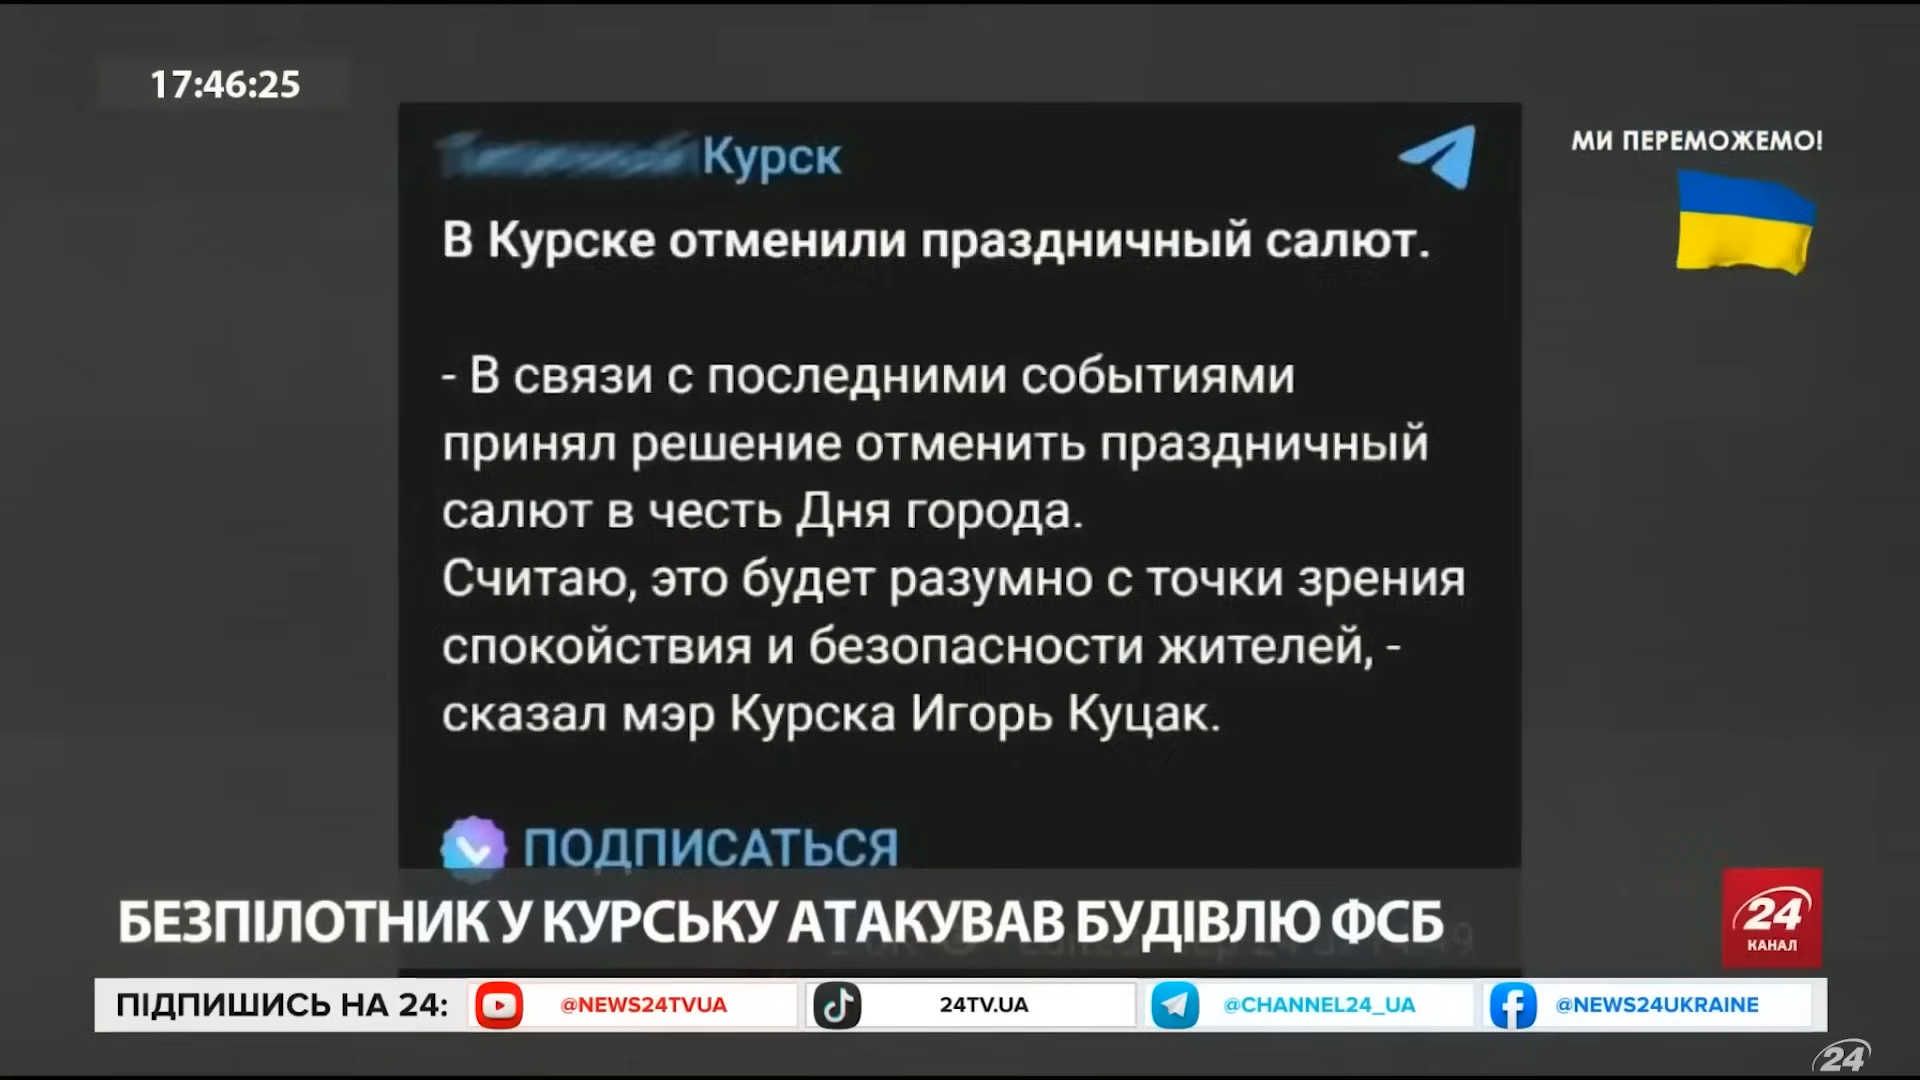 17:46:25
МИ ПЕРЕМОЖЕМО!
Курск
В Курске отменили праздничный салют.
- В связи с последними событиями
принял решение отменить праздничный
салют в честь Дня города.
Считаю, это будет разумно с точки зрения
спокойствия и безопасности жителей, -
сказал мэр Курска Игорь Куцак.
ПОДПИСАТЬСЯ
БЕЗПІЛОТНИК У КУРСЬКУ АТАКУВАВ БУДІВЛЮ ФСБ
24
КАНАЛ
ПІДПИШИСЬ НА 24: @NEWS24TVUA 24TV.UA @CHANNEL24_UA @NEWS24UKRAINE
24